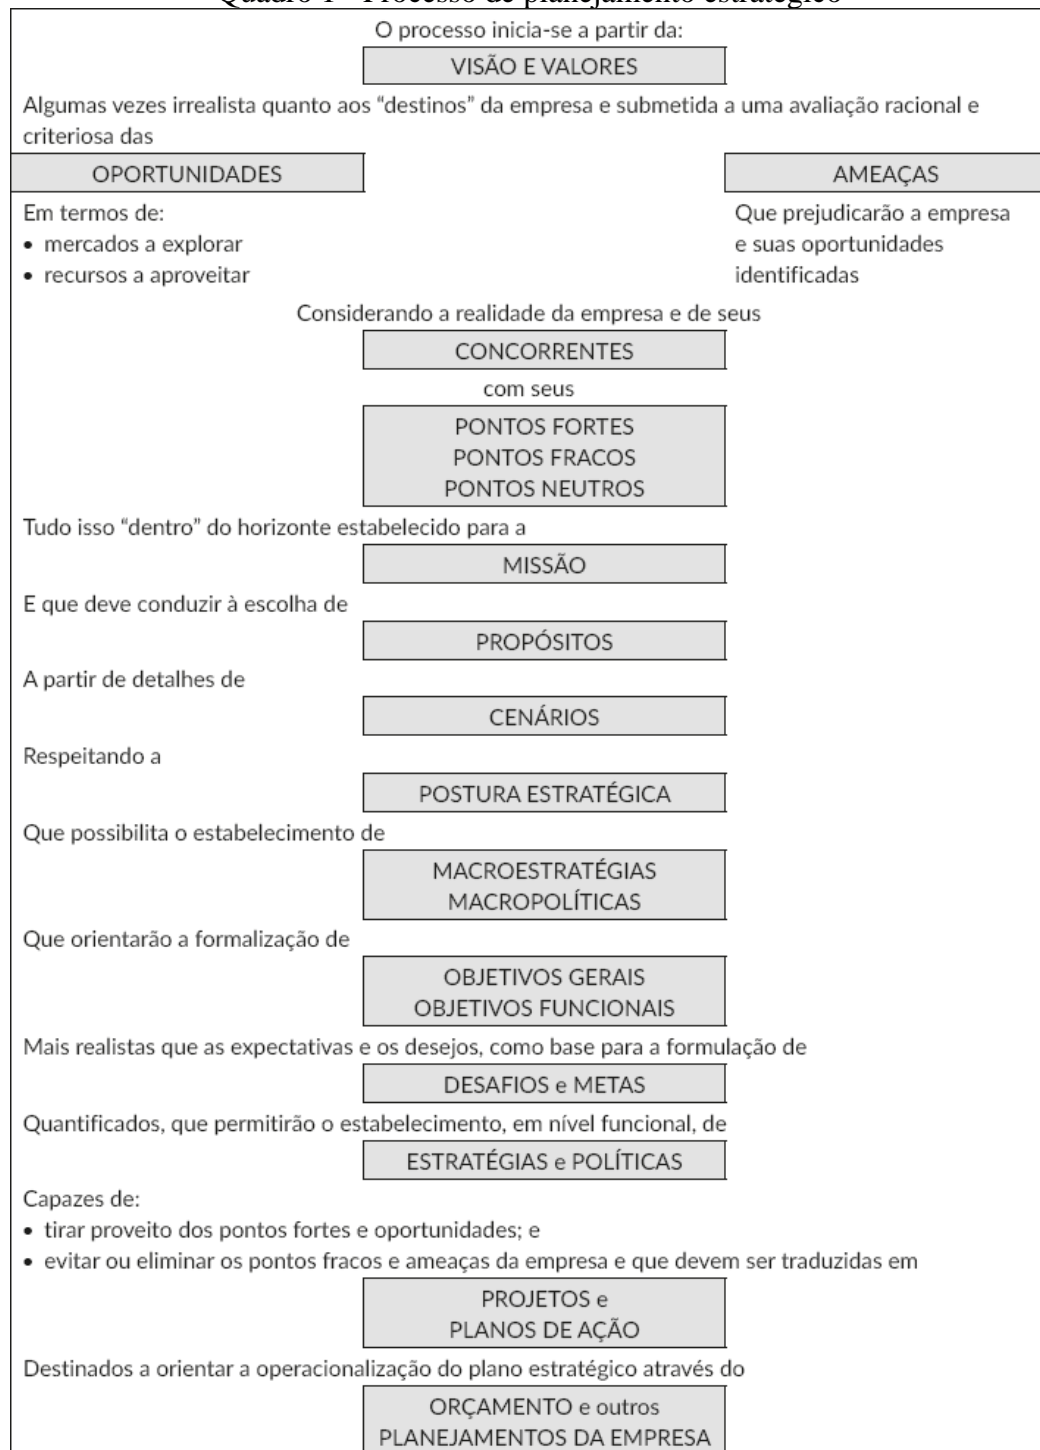 Quadro 1 - Processo de planejamento estratégico
O processo inicia-se a partir da:
VISÃO E VALORES
Algumas vezes irrealista quanto aos “destinos” da empresa e submetida a uma avaliação racional e
criteriosa das
OPORTUNIDADES
AMEAÇAS
Em termos de:
• mercados a explorar
• recursos a aproveitar
Que prejudicarão a empresa
e suas oportunidades
identificadas
Considerando a realidade da empresa e de seus
CONCORRENTES
com seus
PONTOS FORTES
PONTOS FRACOS
PONTOS NEUTROS
Tudo isso “dentro” do horizonte estabelecido para a
MISSÃO
E que deve conduzir à escolha de
PROPÓSITOS
A partir de detalhes de
CENÁRIOS
Respeitando a
POSTURA ESTRATÉGICA
Que possibilita o estabelecimento de
MACROESTRATÉGIAS
MACROPOLÍTICAS
Que orientarão a formalização de
OBJETIVOS GERAIS
OBJETIVOS FUNCIONAIS
Mais realistas que as expectativas e os desejos, como base para a formulação de
DESAFIOS e METAS
Quantificados, que permitirão o estabelecimento, em nível funcional, de
ESTRATÉGIAS e POLÍTICAS
Capazes de:
• tirar proveito dos pontos fortes e oportunidades; e
• evitar ou eliminar os pontos fracos e ameaças da empresa e que devem ser traduzidas em
PROJETOS e
PLANOS DE AÇÃO
Destinados a orientar a operacionalização do plano estratégico através do
ORÇAMENTO e outros
PLANEJAMENTOS DA EMPRESA